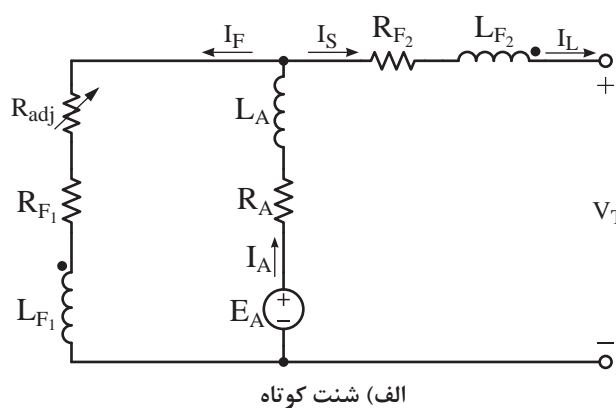 I_F I_S R_F₂ L_F₂ I_L
R_adj L_A +
R_F₁ R_A V_T
I_A
L_F₁ E_A + − −
الف) شنت کوتاه